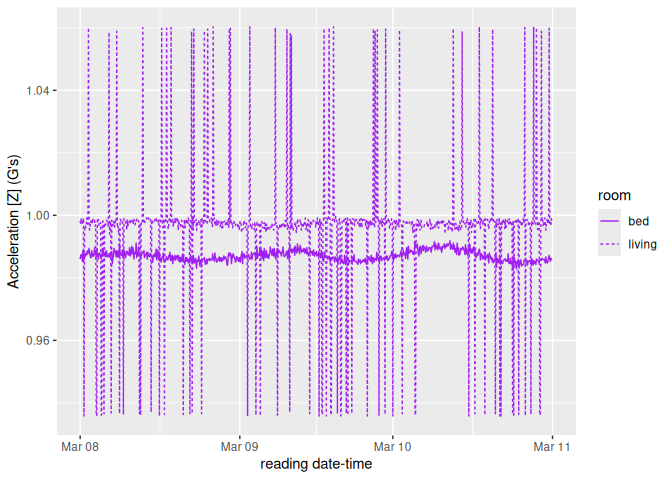 1.04
1.00
0.96
Acceleration [Z] (G's)
Mar 08 Mar 09 Mar 10 Mar 11
reading date-time
room
bed
living